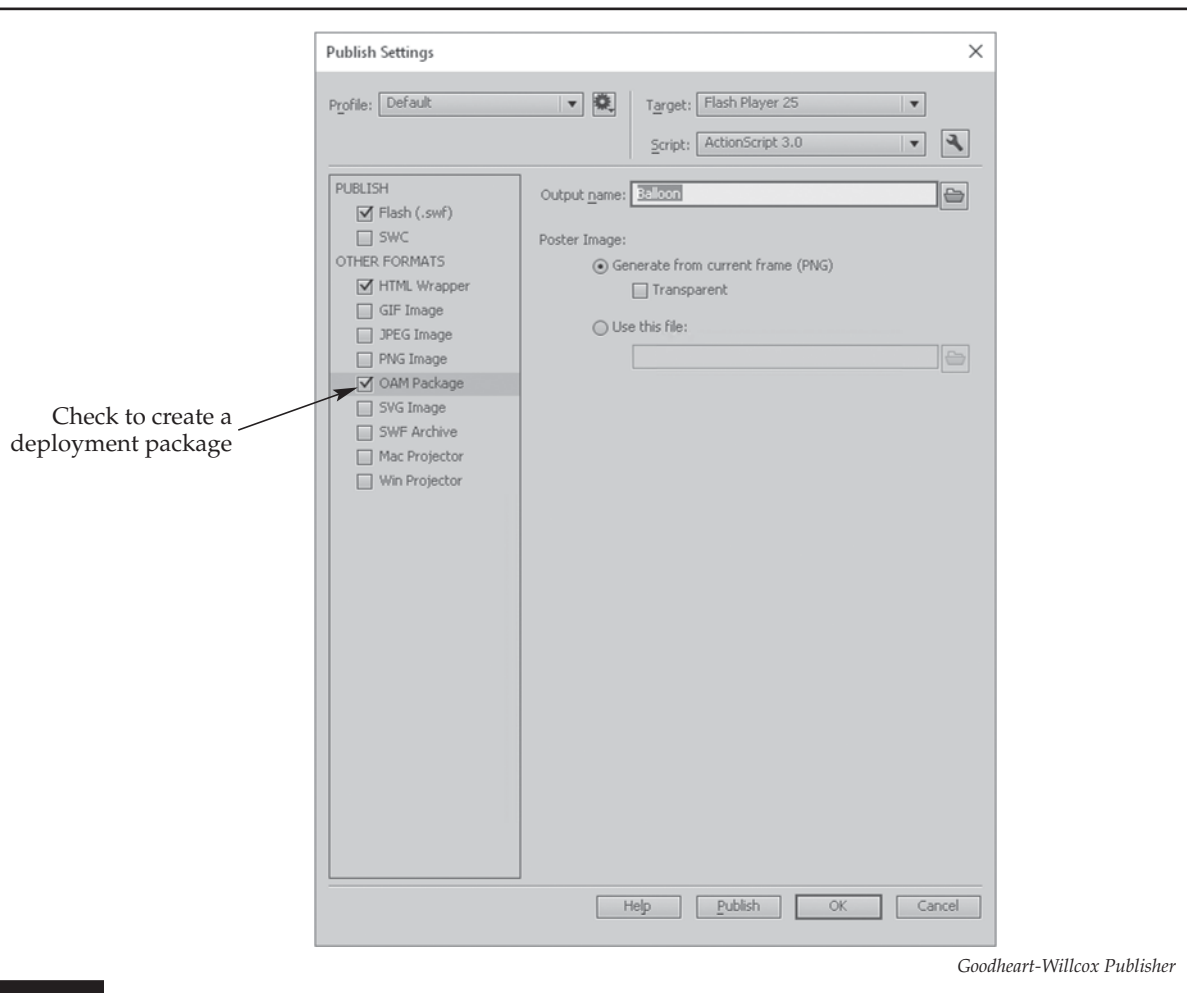 Publish Settings
Profile: Default
Target: Flash Player 25
Script: ActionScript 3.0
PUBLISH
Flash (.swf)
SWC
OTHER FORMATS
HTML Wrapper
GIF Image
JPEG Image
PNG Image
OAM Package
SVG Image
SWF Archive
Mac Projector
Win Projector
Output name: Balloon
Poster Image:
Generate from current frame (PNG)
Transparent
Use this file:
Check to create a
deployment package
Help Publish OK Cancel
Goodheart-Willcox Publisher